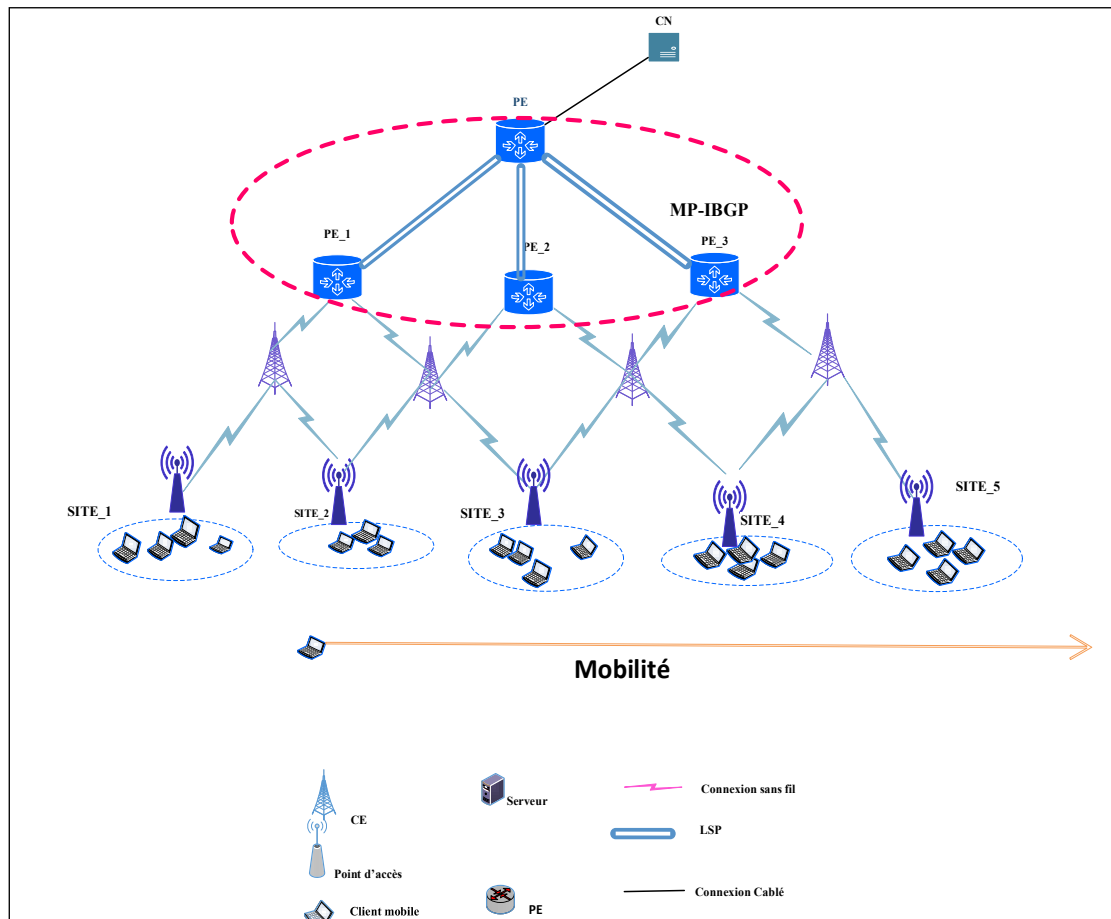 CN
PE
MP-IBGP
PE_1
PE_2
PE_3
SITE_1
SITE_2
SITE_3
SITE_4
SITE_5
Mobilité
Serveur
Connexion sans fil
CE
LSP
Point d'accès
Connexion Cablé
Client mobile
PE